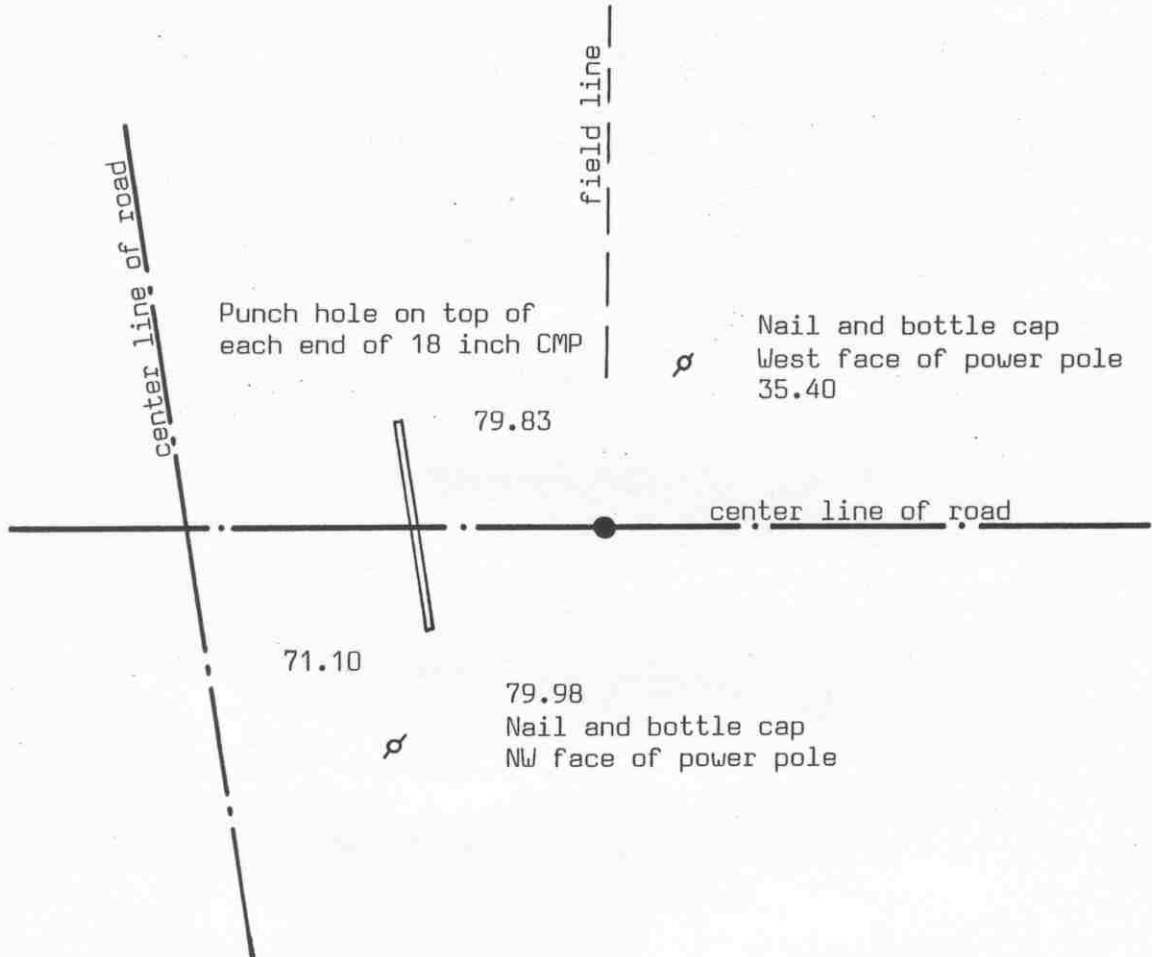 field line
center line of road
Punch hole on top of
each end of 18 inch CMP
Nail and bottle cap
West face of power pole
35.40
79.83
center line of road
71.10
79.98
Nail and bottle cap
NW face of power pole